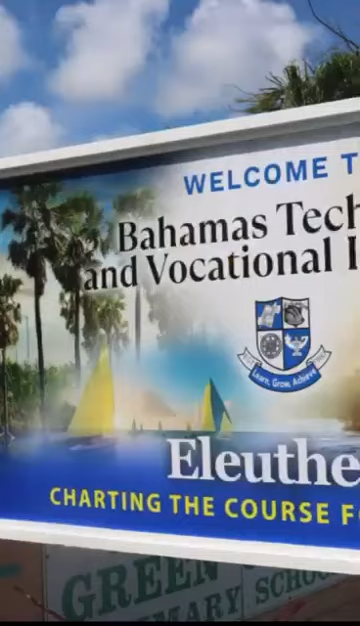 WELCOME T
Bahamas Tech
and Vocational I
Learn, Grow, Achieve
Eleuthe
CHARTING THE COURSE F
GREEN
MARY SCHOO